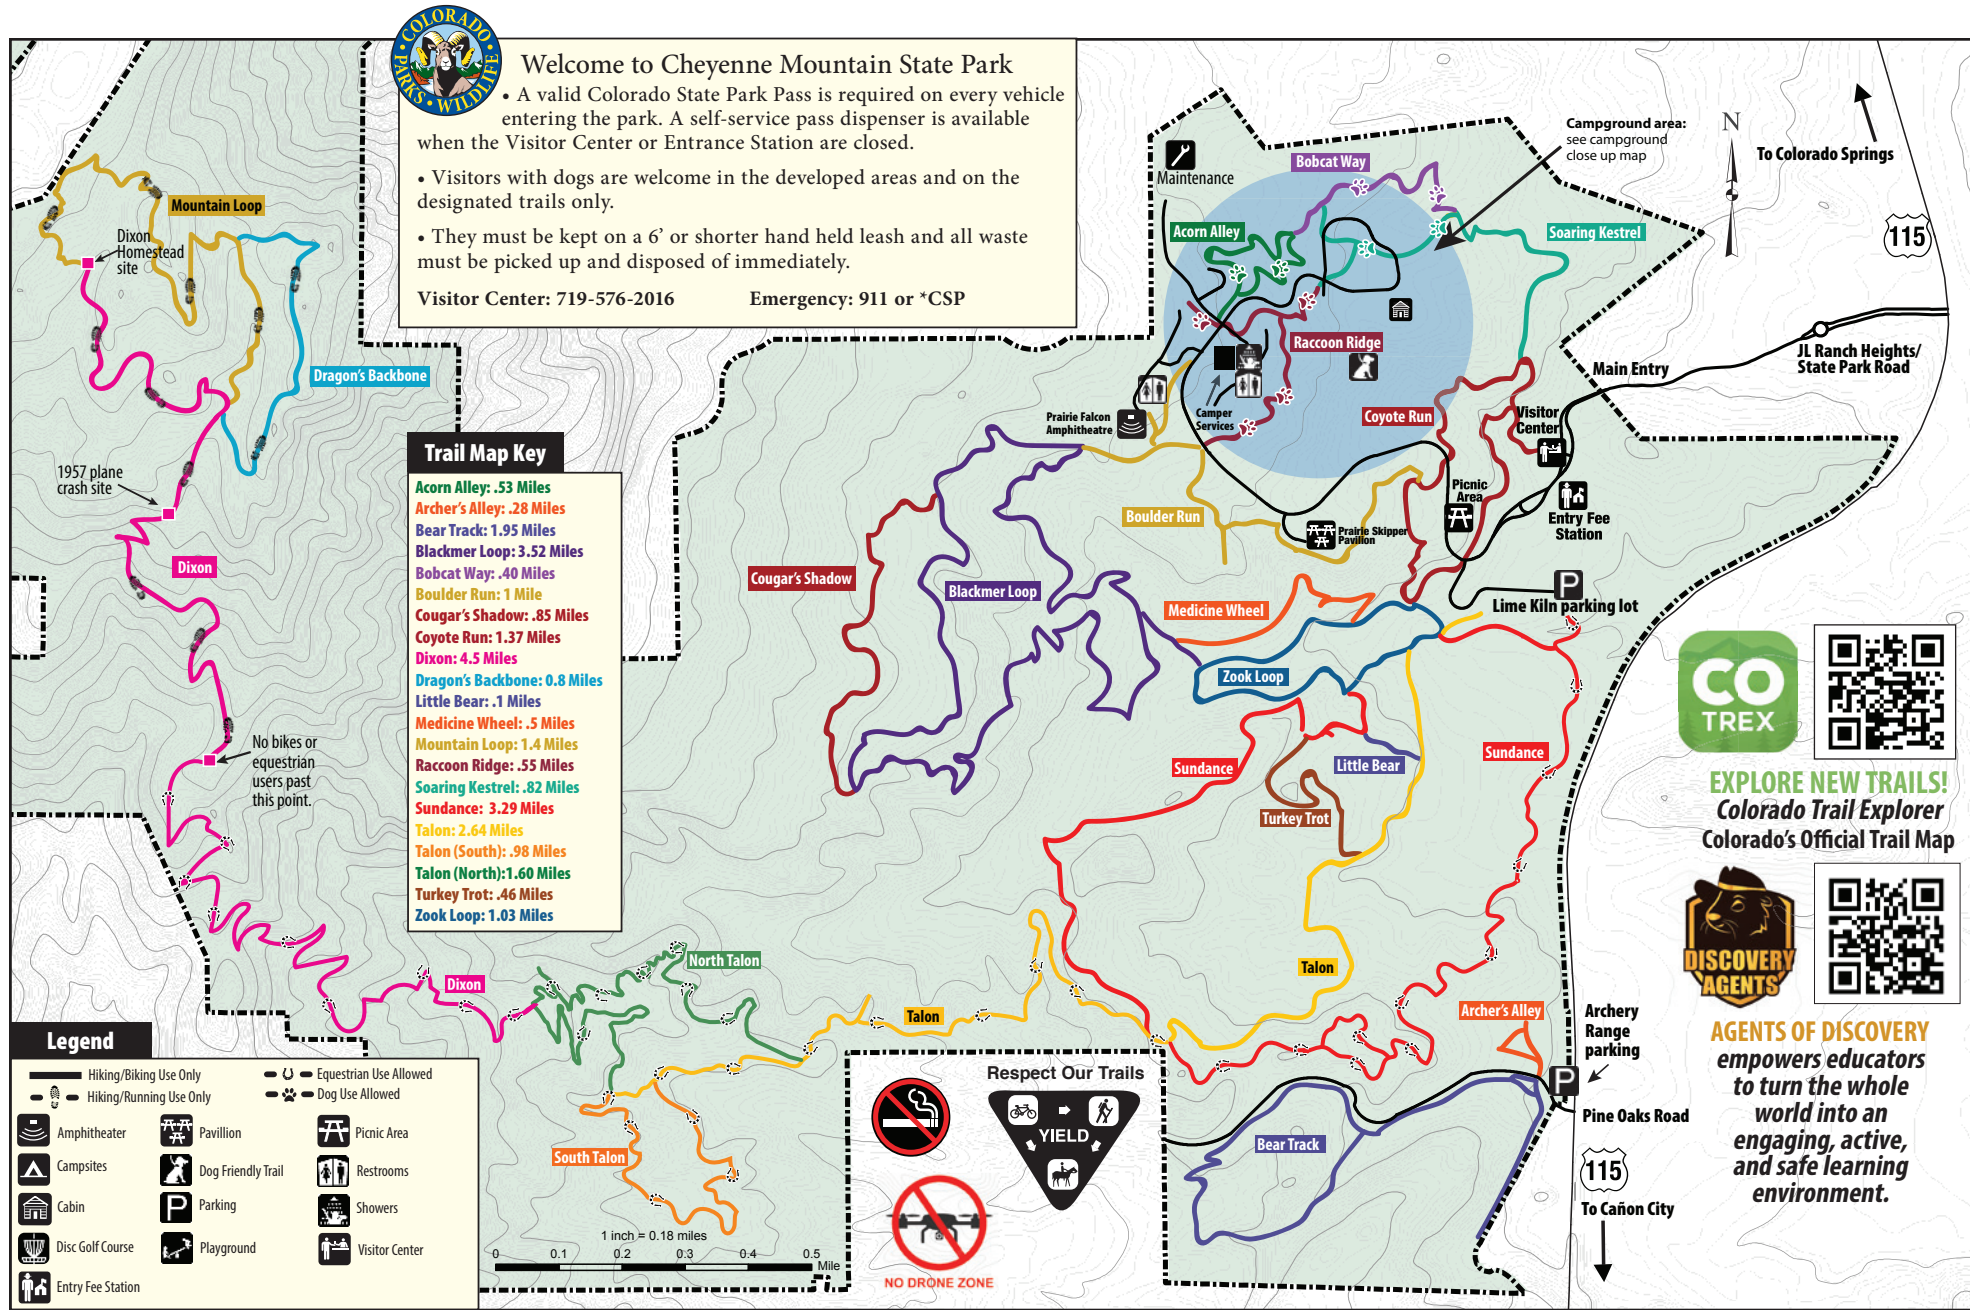 COLORADO
PARKS • WILDLIFE
Welcome to Cheyenne Mountain State Park
• A valid Colorado State Park Pass is required on every vehicle
entering the park. A self-service pass dispenser is available
when the Visitor Center or Entrance Station are closed.
• Visitors with dogs are welcome in the developed areas and on the
designated trails only.
• They must be kept on a 6’ or shorter hand held leash and all waste
must be picked up and disposed of immediately.
Visitor Center: 719-576-2016 Emergency: 911 or *CSP
Mountain Loop
Dixon
Homestead
site
Dragon’s Backbone
1957 plane
crash site
Dixon
No bikes or
equestrian
users past
this point.
Trail Map Key
Acorn Alley: .53 Miles
Archer’s Alley: .28 Miles
Bear Track: 1.95 Miles
Blackmer Loop: 3.52 Miles
Bobcat Way: .40 Miles
Boulder Run: 1 Mile
Cougar’s Shadow: .85 Miles
Coyote Run: 1.37 Miles
Dixon: 4.5 Miles
Dragon’s Backbone: 0.8 Miles
Little Bear: .1 Miles
Medicine Wheel: .5 Miles
Mountain Loop: 1.4 Miles
Raccoon Ridge: .55 Miles
Soaring Kestrel: .82 Miles
Sundance: 3.29 Miles
Talon: 2.64 Miles
Talon (South): .98 Miles
Talon (North):1.60 Miles
Turkey Trot: .46 Miles
Zook Loop: 1.03 Miles
Maintenance
Bobcat Way
Campground area:
see campground
close up map
N
To Colorado Springs
115
Acorn Alley
Soaring Kestrel
Raccoon Ridge
Main Entry
JL Ranch Heights/
State Park Road
Prairie Falcon
Amphitheatre
Camper
Services
Coyote Run
Visitor
Center
Picnic
Area
Entry Fee
Station
Boulder Run
Prairie Skipper
Pavilion
P
Lime Kiln parking lot
Cougar’s Shadow
Blackmer Loop
Medicine Wheel
Zook Loop
Sundance
Little Bear
Sundance
Turkey Trot
CO
TREX
EXPLORE NEW TRAILS!
Colorado Trail Explorer
Colorado’s Official Trail Map
DISCOVERY
AGENTS
AGENTS OF DISCOVERY
empowers educators
to turn the whole
world into an
engaging, active,
and safe learning
environment.
North Talon
Dixon
Talon
Talon
Archer’s Alley
Archery
Range
parking
P
Pine Oaks Road
115
To Cañon City
South Talon
Bear Track
Respect Our Trails
YIELD
NO DRONE ZONE
1 inch = 0.18 miles
0 0.1 0.2 0.3 0.4 0.5
Mile
Legend
Hiking/Biking Use Only
Equestrian Use Allowed
Hiking/Running Use Only
Dog Use Allowed
Amphitheater
Pavillion
Picnic Area
Campsites
Dog Friendly Trail
Restrooms
Cabin
P
Parking
Showers
Disc Golf Course
Playground
Visitor Center
Entry Fee Station